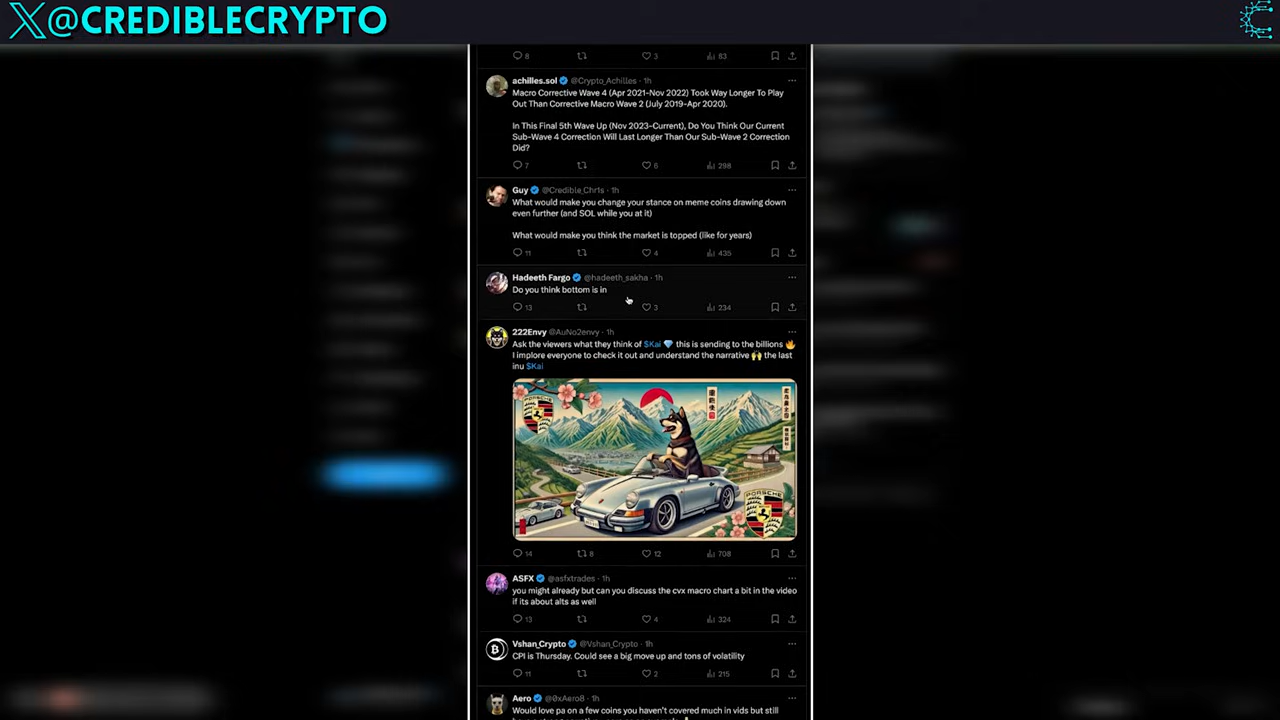 @CREDIBLECRYPTO
8 3 83
achilles.sol @Crypto_Achilles · 1h
Macro Corrective Wave 4 (Apr 2021-Nov 2022) Took Way Longer To Play
Out Than Corrective Macro Wave 2 (July 2019-Apr 2020).
In This Final 5th Wave Up (Nov 2023-Current), Do You Think Our Current
Sub-Wave 4 Correction Will Last Longer Than Our Sub-Wave 2 Correction
Did?
7 6 298
Guy @Credible_Chr1s · 1h
What would make you change your stance on meme coins drawing down
even further (and SOL while you at it)
What would make you think the market is topped (like for years)
11 4 435
Hadeeth Fargo @hadeeth_sakha · 1h
Do you think bottom is in
13 3 234
222Envy @AuNo2envy · 1h
Ask the viewers what they think of $Kai 💎 this is sending to the billions 🔥
I implore everyone to check it out and understand the narrative 🙌 the last
inu $Kai
PORSCHE
PORSCHE
14 8 12 708
ASFX @asfxtrades · 1h
you might already but can you discuss the cvx macro chart a bit in the video
if its about alts as well
13 4 324
Vshan_Crypto @Vshan_Crypto · 1h
CPI is Thursday. Could see a big move up and tons of volatility
11 2 215
Aero @0xAero8 · 1h
Would love pa on a few coins you haven't covered much in vids but still